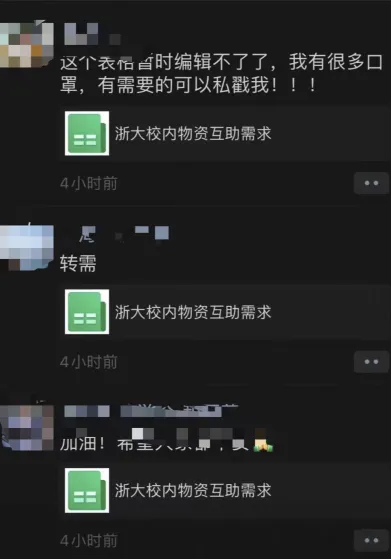 这个表格暂时编辑不了了，我有很多口
罩，有需要的可以私戳我！！！
浙大校内物资互助需求
4小时前
转需
浙大校内物资互助需求
4小时前
加油！希望大家都
浙大校内物资互助需求
4小时前